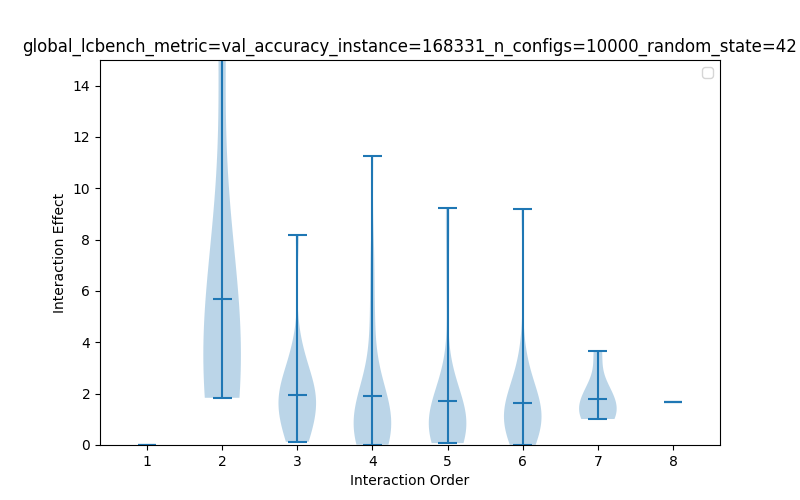 global_lcbench_metric=val_accuracy_instance=168331_n_configs=10000_random_state=42
14
12
10
8
6
4
2
0
Interaction Effect
1 2 3 4 5 6 7 8
Interaction Order